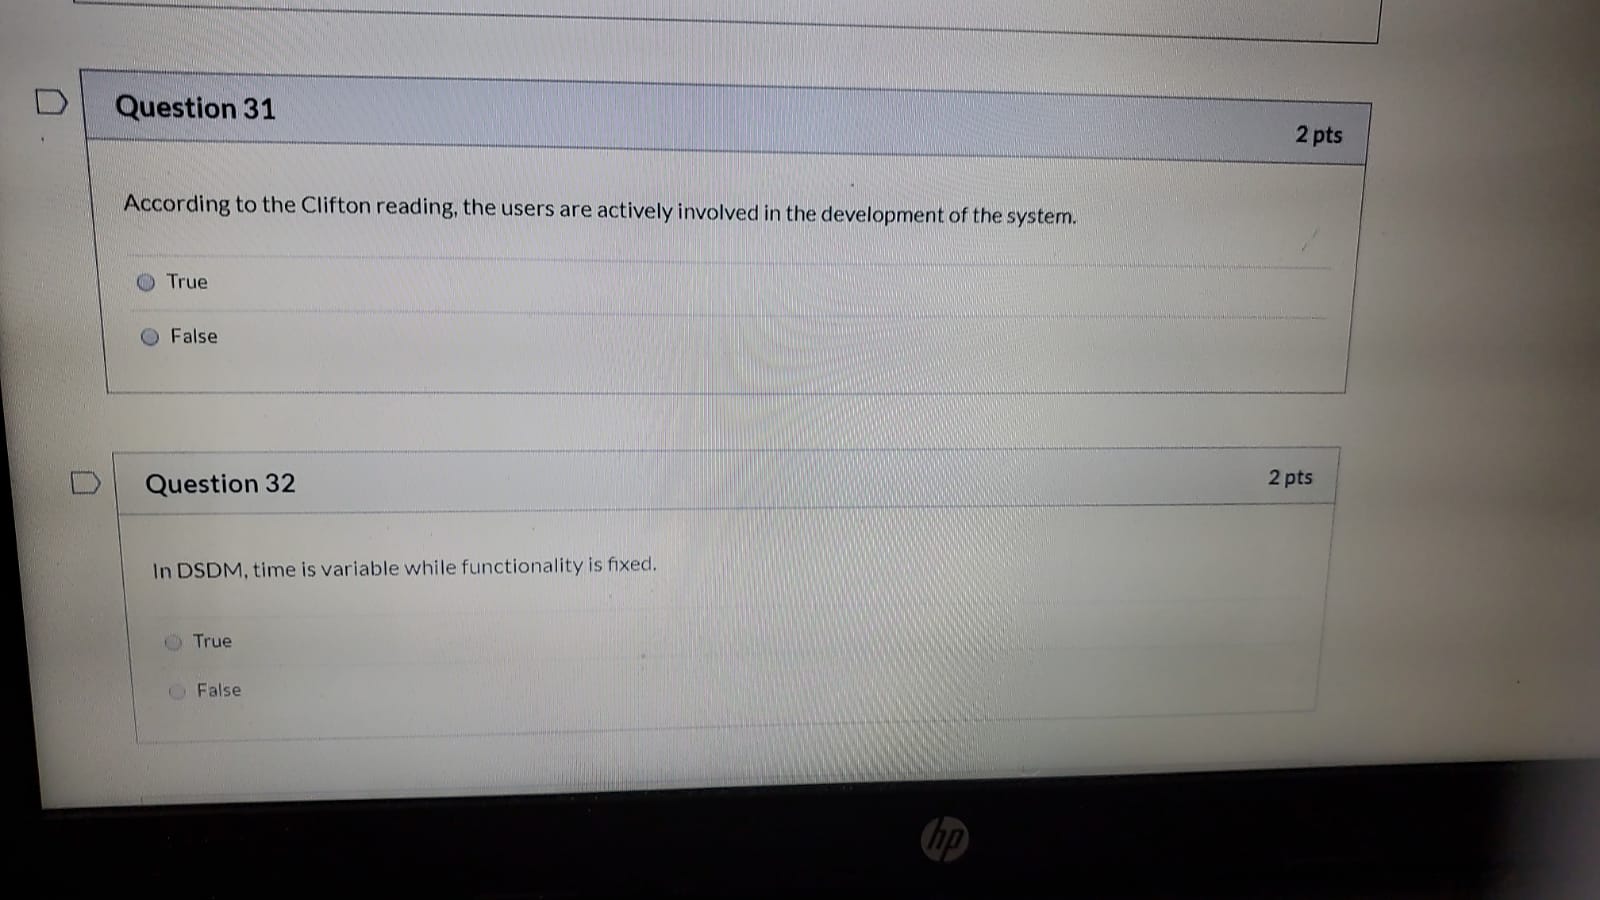 Question 31
2 pts
According to the Clifton reading, the users are actively involved in the development of the system.
True
False
Question 32
2 pts
In DSDM, time is variable while functionality is fixed.
True
False
hp